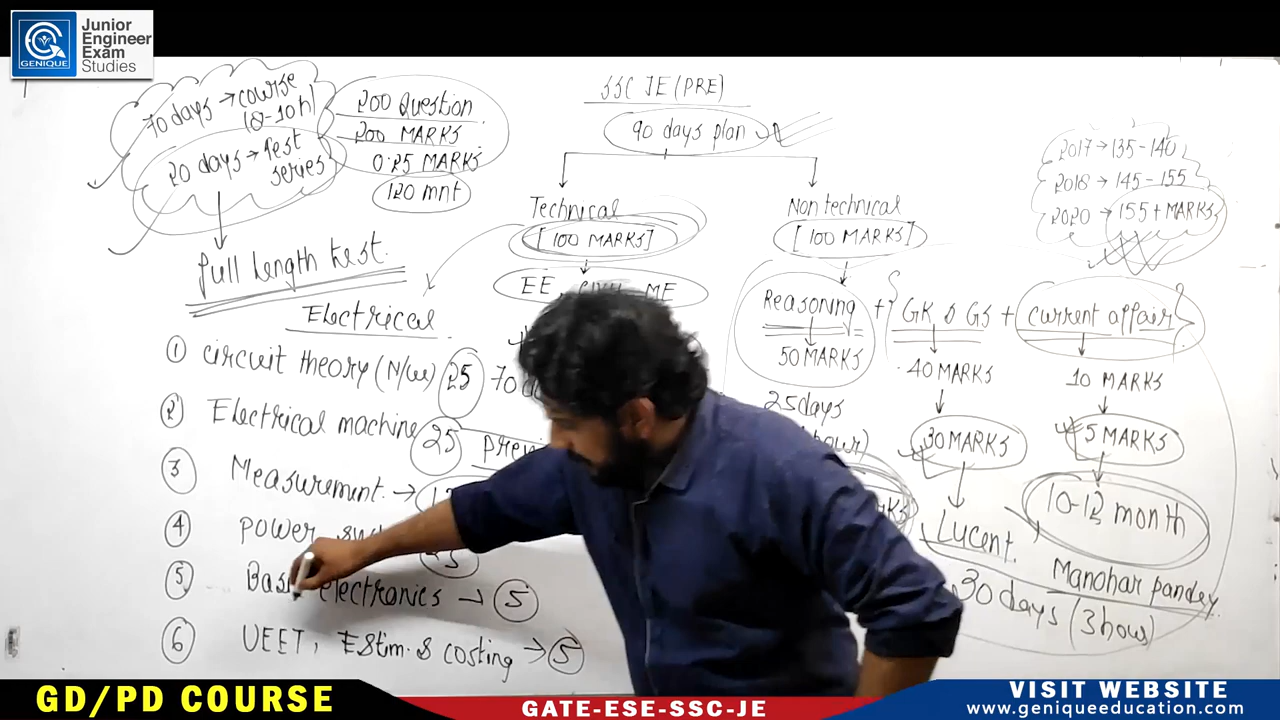 GENIQUE
Junior
Engineer
Exam
Studies
70 days → course
(8-10h)
20 days → Test
series
full length test.
200 Question
200 MARKS
0.25 MARKS
120 mnt
SSC JE (PRE)
90 days plan
2017 → 135 - 140
2018 → 145 - 155
2020 → 155 + MARKS
Technical
[100 MARKS]
EE, CIVIL, ME
Non technical
[100 MARKS]
Reasoning + { GK & GS + current affair }
50 MARKS
40 MARKS
10 MARKS
25 days
hour)
30 MARKS
5 MARKS
Lucent.
10-12 month
Manohar pandey
30 days (3 hour)
Electrical
① circuit theory (N/w) 25
② Electrical machine 25
③ Measurement →
④ power
⑤ electronics → 5
⑥ UEET, Estim. & costing → 5
GD/PD COURSE
GATE-ESE-SSC-JE
VISIT WEBSITE
www.geniqueeducation.com